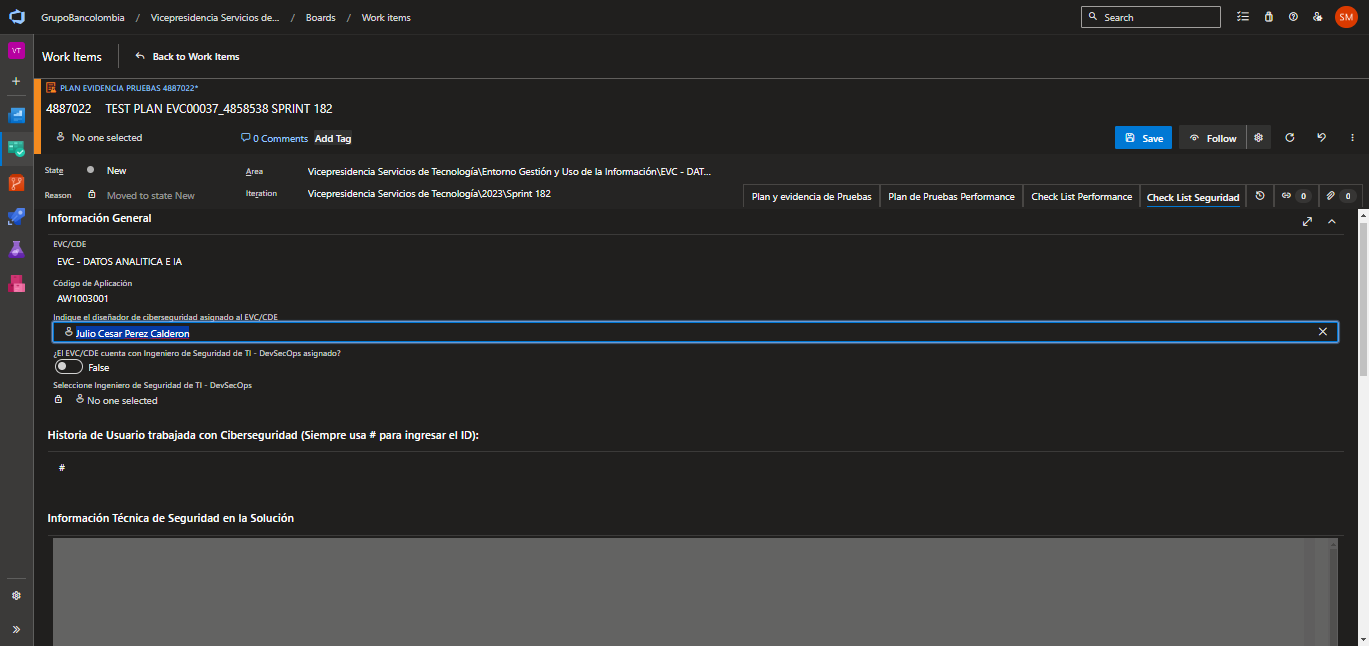 GrupoBancolombia / Vicepresidencia Servicios de... / Boards / Work items
Search
SM
VT
Work Items
Back to Work Items
PLAN EVIDENCIA PRUEBAS 4887022*
4887022 TEST PLAN EVC00037_4858538 SPRINT 182
No one selected
0 Comments
Add Tag
Save
Follow
State New
Area Vicepresidencia Servicios de Tecnología\Entorno Gestión y Uso de la Información\EVC - DAT...
Reason Moved to state New
Iteration Vicepresidencia Servicios de Tecnología\2023\Sprint 182
Plan y evidencia de Pruebas
Plan de Pruebas Performance
Check List Performance
Check List Seguridad
0
0
Información General
EVC/CDE
EVC - DATOS ANALITICA E IA
Código de Aplicación
AW1003001
Indique el diseñador de ciberseguridad asignado al EVC/CDE
Julio Cesar Perez Calderon
¿El EVC/CDE cuenta con Ingeniero de Seguridad de TI - DevSecOps asignado?
False
Seleccione Ingeniero de Seguridad de TI - DevSecOps
No one selected
Historia de Usuario trabajada con Ciberseguridad (Siempre usa # para ingresar el ID):
#
Información Técnica de Seguridad en la Solución